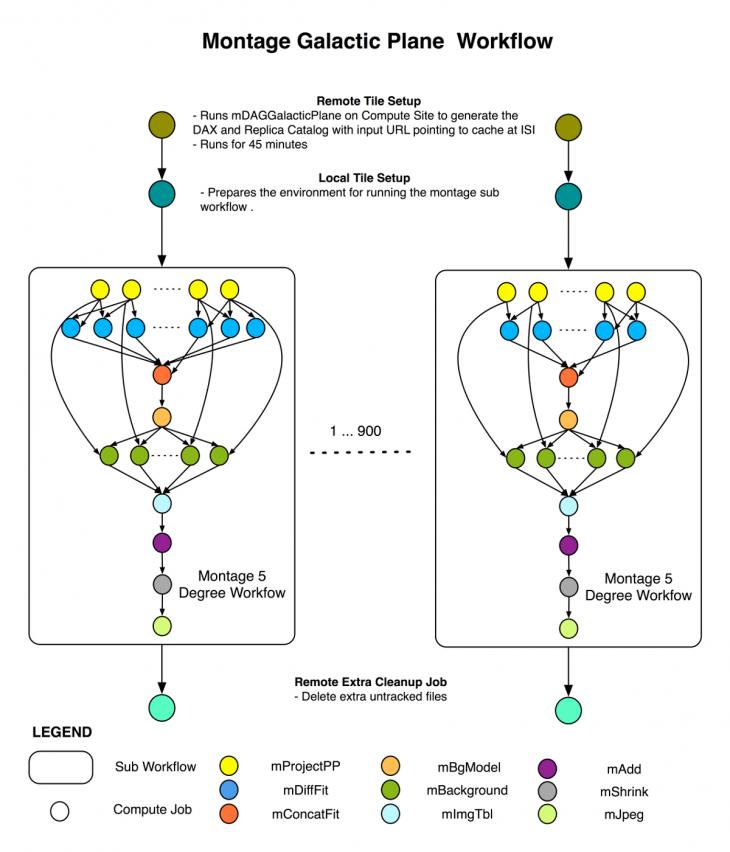 Montage Galactic Plane Workflow
Remote Tile Setup
- Runs mDAGGalacticPlane on Compute Site to generate the
DAX and Replica Catalog with input URL pointing to cache at ISI
- Runs for 45 minutes
Local Tile Setup
- Prepares the environment for running the montage sub
workflow .
1 ... 900
Montage 5
Degree Workfow
Montage 5
Degree Workfow
Remote Extra Cleanup Job
- Delete extra untracked files
LEGEND
Sub Workflow
Compute Job
mProjectPP
mDiffFit
mConcatFit
mBgModel
mBackground
mImgTbl
mAdd
mShrink
mJpeg